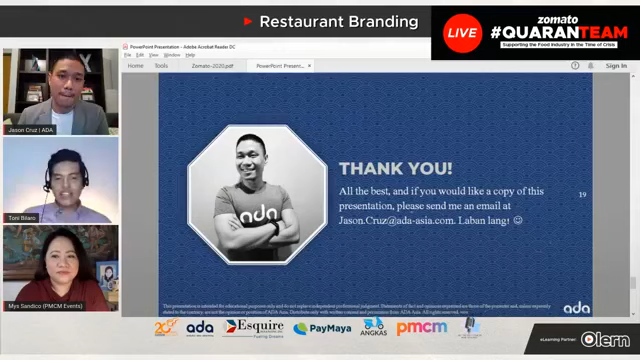 Restaurant Branding
LIVE
zomato
#QUARANTEAM
Supporting the Food Industry in the Time of Crisis
PowerPoint Presentation - Adobe Acrobat Reader DC
File Edit View Window Help
Home Tools Zomato-2020.pdf PowerPoint Presenta... × Sign In
Jason Cruz | ADA
Toni Bilaro
Mys Sandico (PMCM Events)
ada
THANK YOU!
All the best, and if you would like a copy of this
presentation, please send me an email at
Jason.Cruz@ada-asia.com. Laban lang! ☺
19
ada
ada
Esquire
PayMaya
ANGKAS
pmcm
eLearning Partner:
Olern